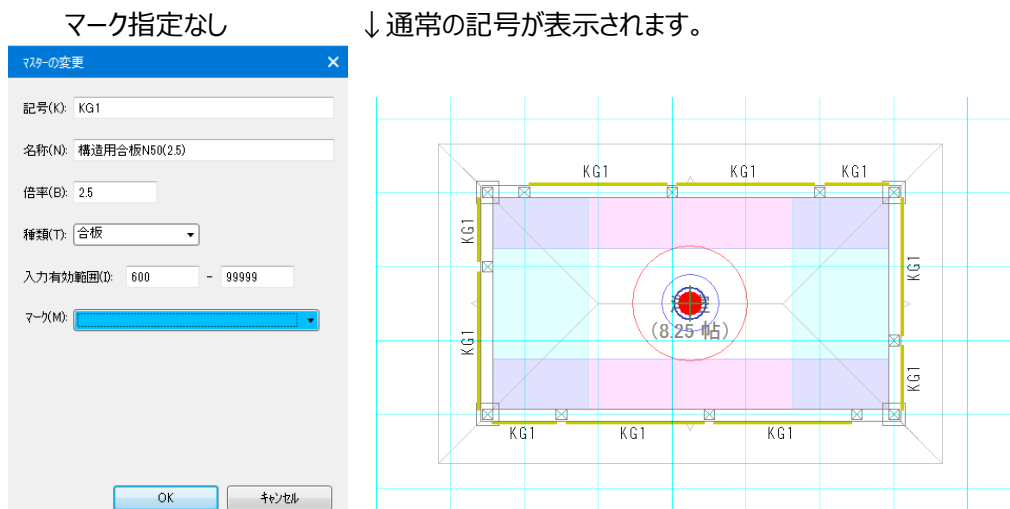 マーク指定なし
↓通常の記号が表示されます。
マスターの変更
記号(K): KG1
名称(N): 構造用合板N50(2.5)
倍率(B): 2.5
種類(T): 合板
入力有効範囲(I): 600 - 99999
マーク(M):
OK キャンセル
KG1 KG1 KG1
KG1
KG1
KG1
KG1
(8.25 帖)
KG1 KG1 KG1